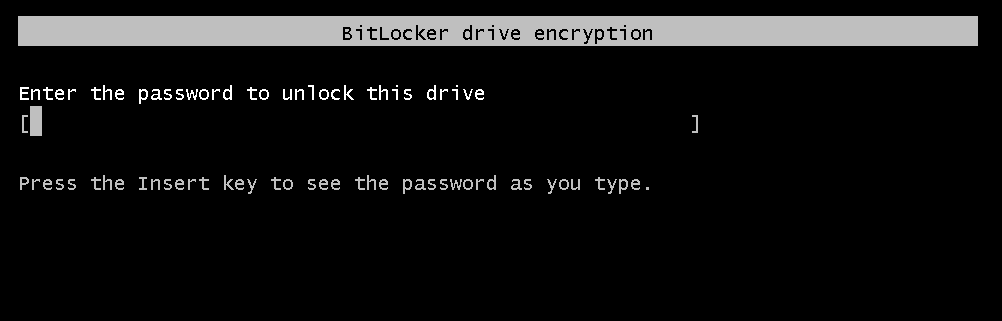 BitLocker drive encryption
Enter the password to unlock this drive
[ ]
Press the Insert key to see the password as you type.